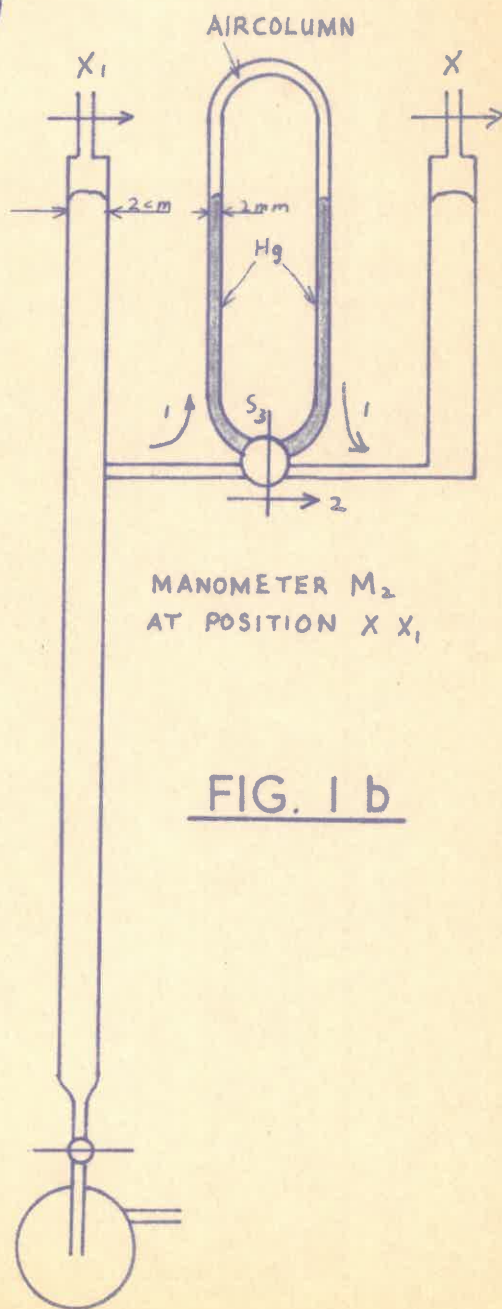 AIRCOLUMN
X₁
X
2cm
2mm
Hg
1
S₃
1
2
MANOMETER M₂
AT POSITION X X₁
FIG. 1 b